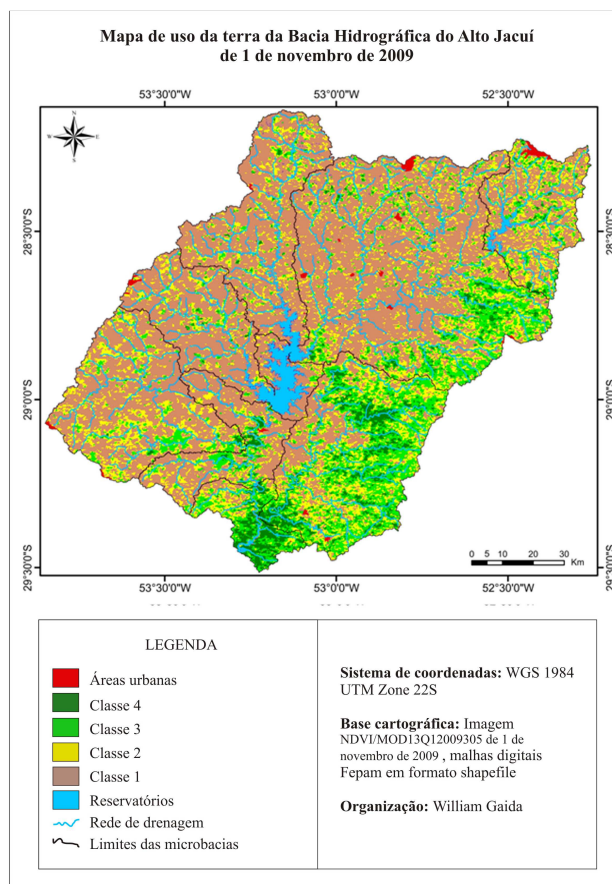 Mapa de uso da terra da Bacia Hidrográfica do Alto Jacuí
de 1 de novembro de 2009
53°30'0"W
53°0'0"W
52°30'0"W
N
W
E
S
28°30'0"S
28°30'0"S
29°0'0"S
29°0'0"S
29°30'0"S
29°30'0"S
0 5 10 20 30
Km
53°30'0"W
53°0'0"W
52°30'0"W
LEGENDA
Áreas urbanas
Classe 4
Classe 3
Classe 2
Classe 1
Reservatórios
Rede de drenagem
Limites das microbacias
Sistema de coordenadas: WGS 1984
UTM Zone 22S
Base cartográfica: Imagem
NDVI/MOD13Q12009305 de 1 de
novembro de 2009 , malhas digitais
Fepam em formato shapefile
Organização: William Gaida